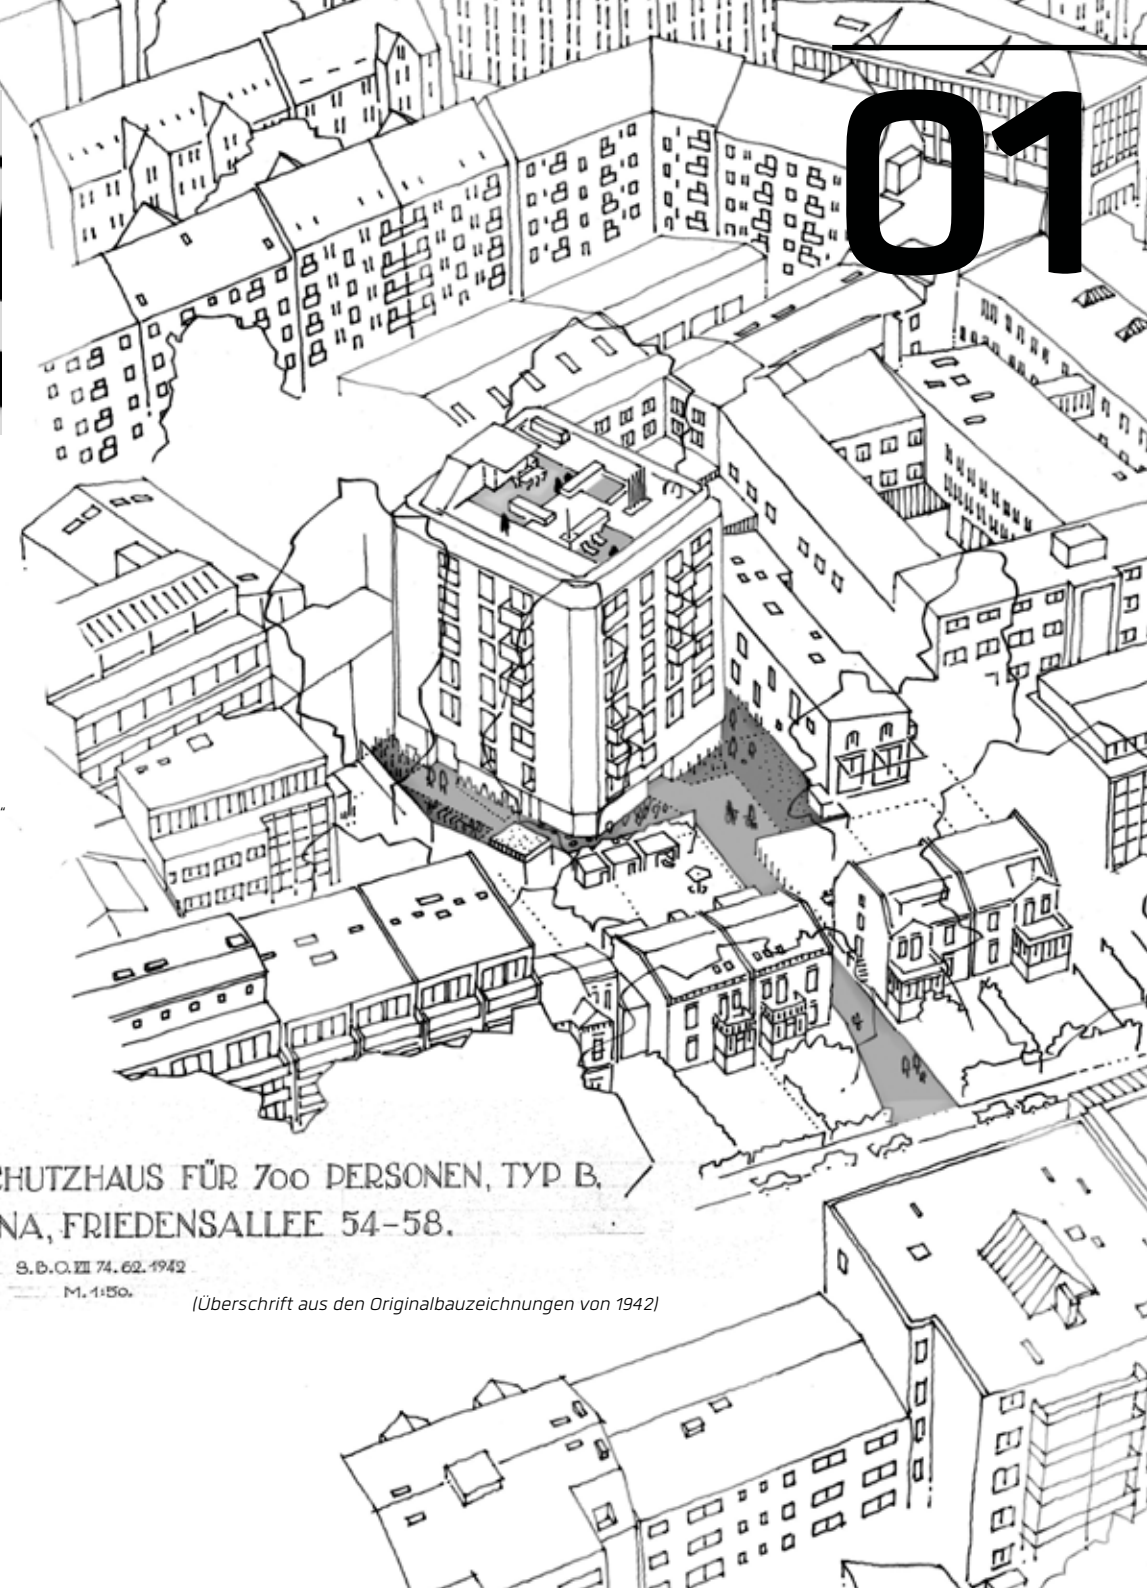 01
CHUTZHAUS FÜR 700 PERSONEN, TYP B.
NA, FRIEDENSALLEE 54-58.
S.B.O. VII 74.62.1942
M. 1:50.
(Überschrift aus den Originalbauzeichnungen von 1942)